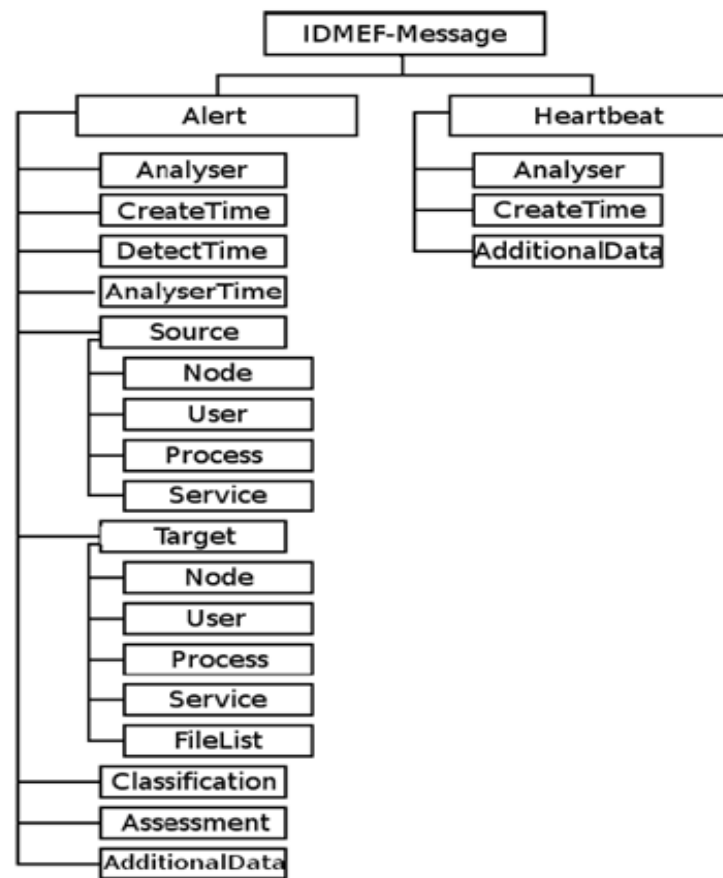 IDMEF-Message
Alert
Heartbeat
Analyser
Analyser
CreateTime
CreateTime
DetectTime
AdditionalData
AnalyserTime
Source
Node
User
Process
Service
Target
Node
User
Process
Service
FileList
Classification
Assessment
AdditionalData